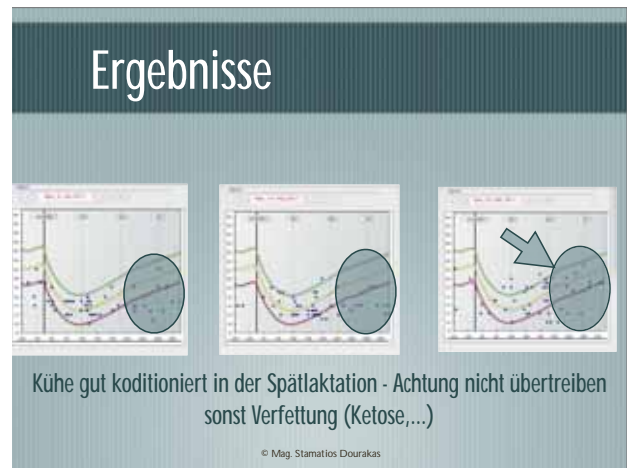 Ergebnisse
Kühe gut koditioniert in der Spätlaktation - Achtung nicht übertreiben
sonst Verfettung (Ketose,...)
© Mag. Stamatios Dourakas